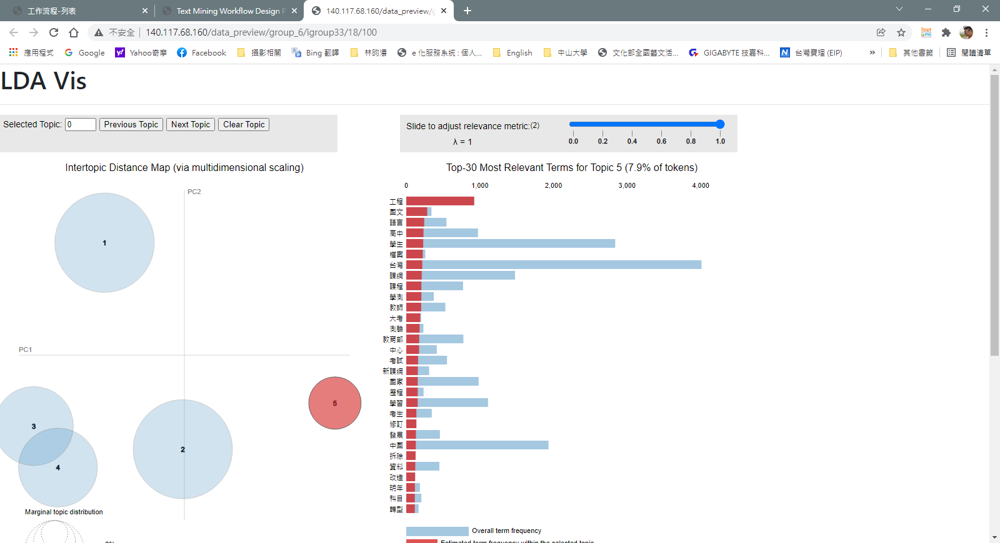 工作流程-列表
Text Mining Workflow Design P
140.117.68.160/data_preview/g
不安全
140.117.68.160/data_preview/group_6/igroup33/18/100
應用程式
Google
Yahoo奇摩
Facebook
攝影相關
Bing 翻譯
e 化服務系統 : 個人...
English
中山大學
文化部全國藝文活...
GIGABYTE 技嘉科...
台灣寶理 (EIP)
»
其他書籤
閱讀清單
LDA Vis
Selected Topic: 0 Previous Topic Next Topic Clear Topic
Slide to adjust relevance metric:(2)
λ = 1
0.0 0.2 0.4 0.6 0.8 1.0
Intertopic Distance Map (via multidimensional scaling)
PC2
PC1
1
2
3
4
5
Marginal topic distribution
Top-30 Most Relevant Terms for Topic 5 (7.9% of tokens)
0 1,000 2,000 3,000 4,000
工程
國文
語言
高中
學生
檔案
台灣
課綱
課程
學測
教師
大考
測驗
教育部
中心
考試
新課綱
國家
歷程
學習
考生
修訂
發展
中國
拆除
資料
改造
明年
科目
轉型
Overall term frequency
Estimated term frequency within the selected topic